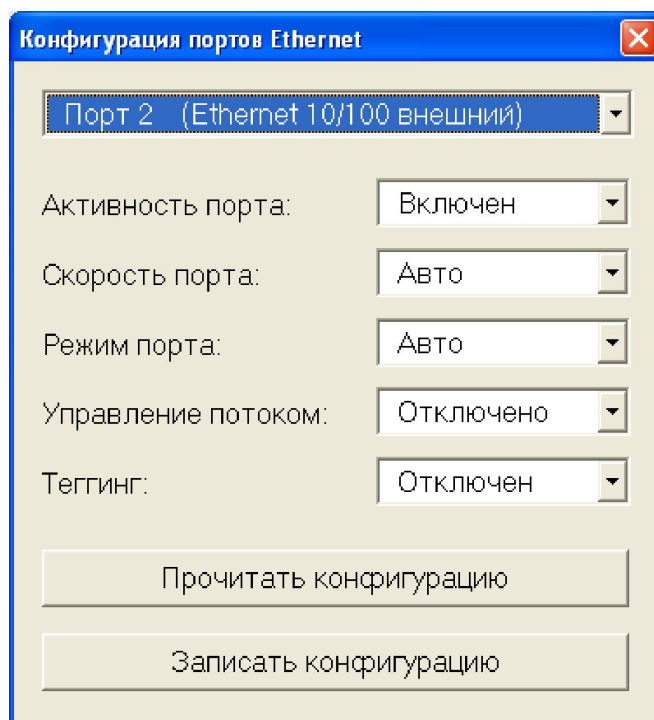 Конфигурация портов Ethernet
Порт 2 (Ethernet 10/100 внешний)
Активность порта: Включен
Скорость порта: Авто
Режим порта: Авто
Управление потоком: Отключено
Теггинг: Отключен
Прочитать конфигурацию
Записать конфигурацию